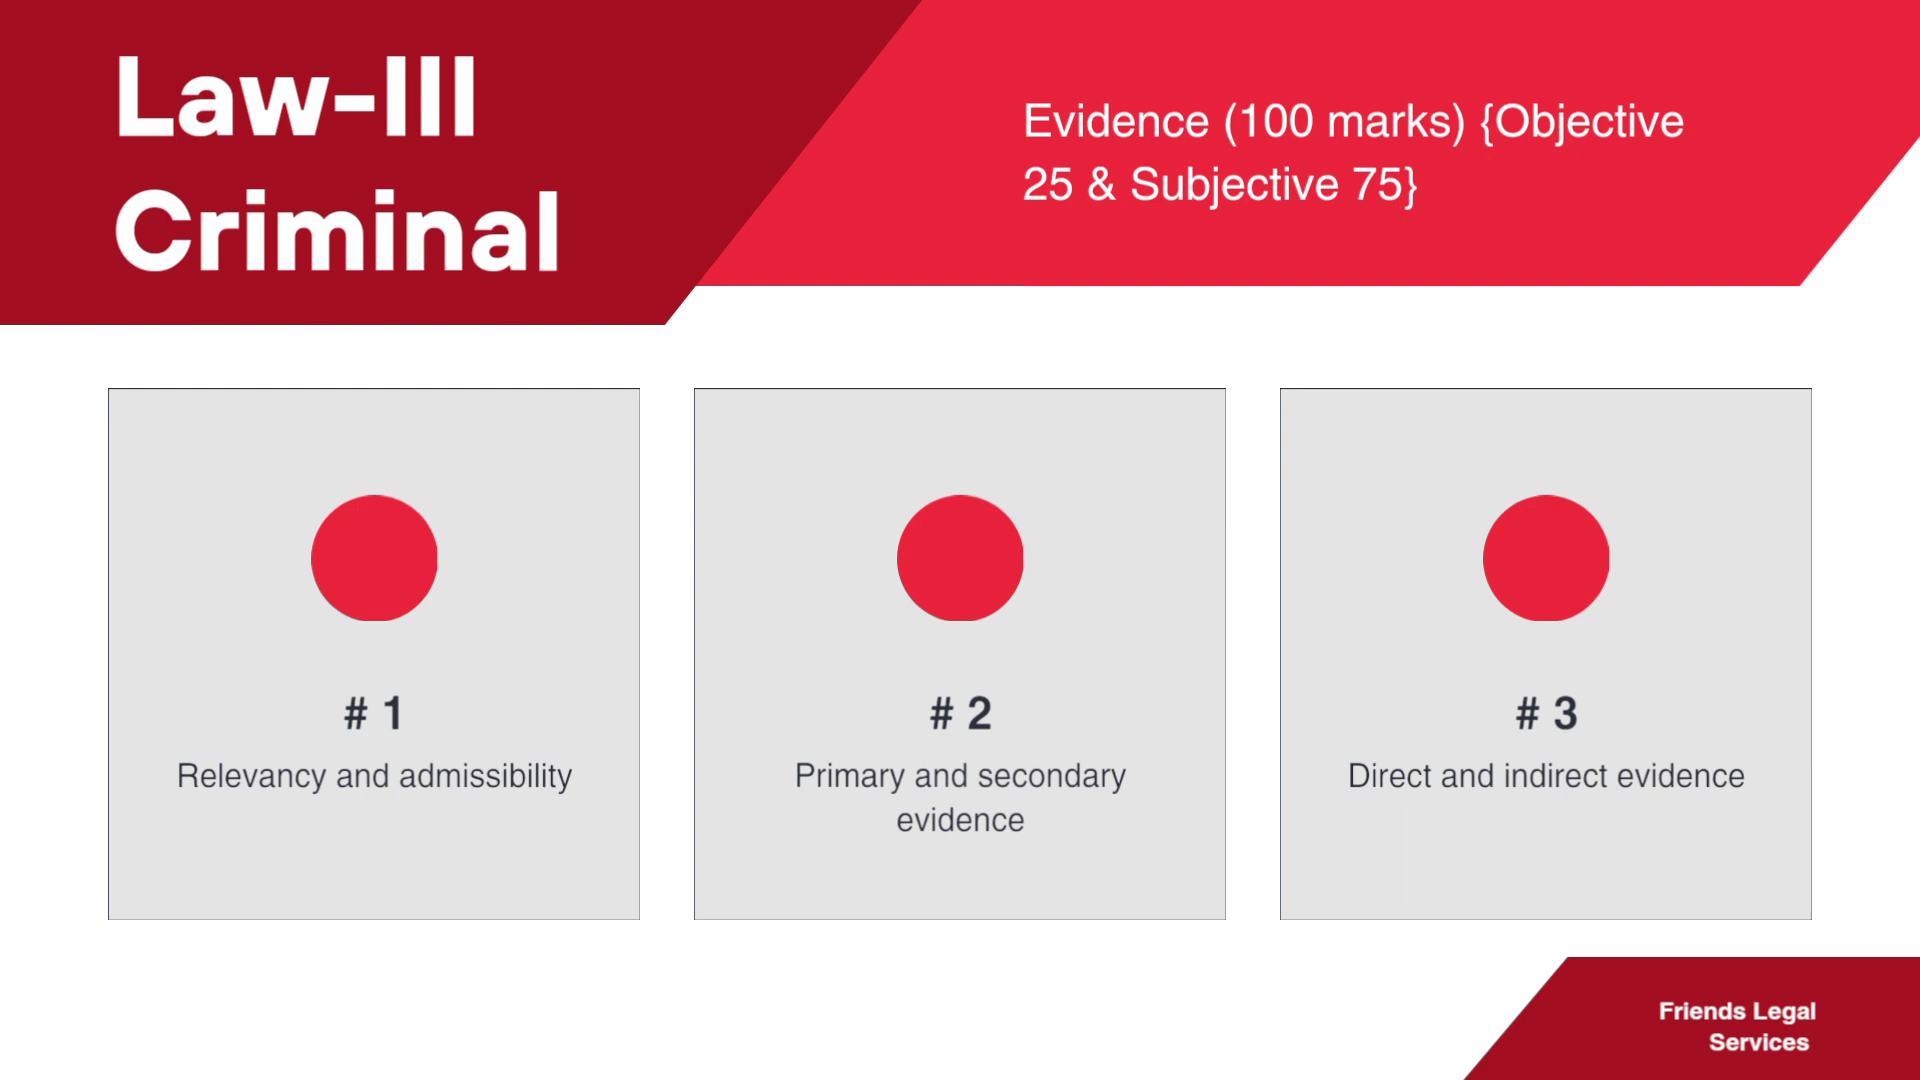 Law-III
Criminal
Evidence (100 marks) {Objective
25 & Subjective 75}
# 1
Relevancy and admissibility
# 2
Primary and secondary
evidence
# 3
Direct and indirect evidence
Friends Legal
Services